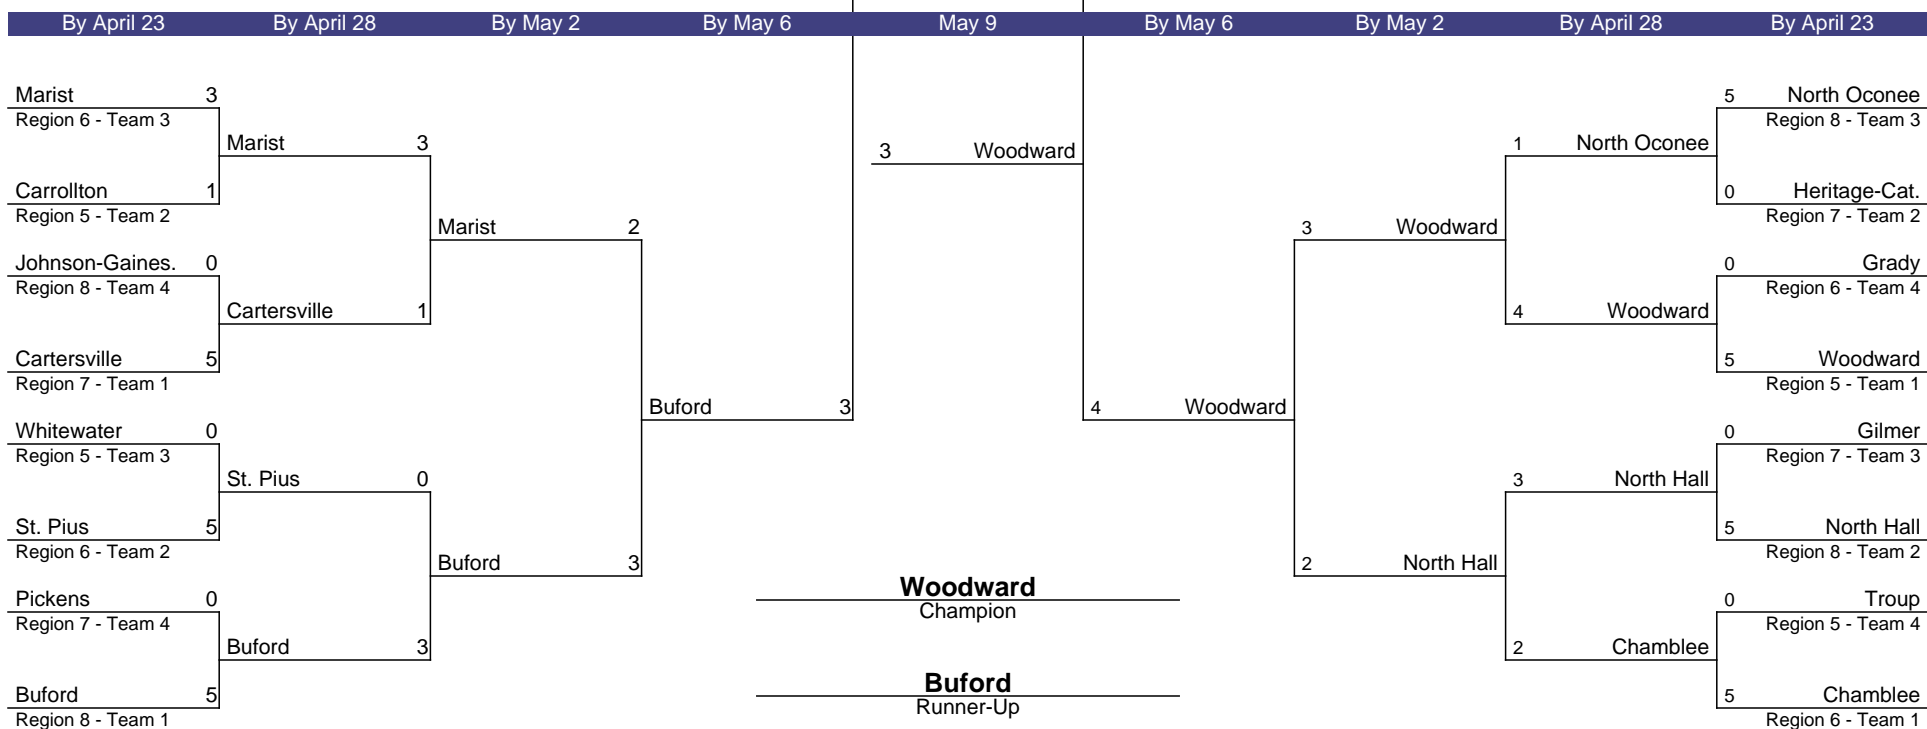 By April 23 By April 28 By May 2 By May 6 May 9 By May 6 By May 2 By April 28 By April 23
Marist 3 5 North Oconee
Region 6 - Team 3 Region 8 - Team 3
Marist 3 3 Woodward 1 North Oconee
Carrollton 1 0 Heritage-Cat.
Region 5 - Team 2 Region 7 - Team 2
Marist 2 3 Woodward
Johnson-Gaines. 0 0 Grady
Region 8 - Team 4 Region 6 - Team 4
Cartersville 1 4 Woodward
Cartersville 5 5 Woodward
Region 7 - Team 1 Region 5 - Team 1
Buford 3 4 Woodward
Whitewater 0 0 Gilmer
Region 5 - Team 3 Region 7 - Team 3
St. Pius 0 3 North Hall
St. Pius 5 5 North Hall
Region 6 - Team 2 Region 8 - Team 2
Buford 3 2 North Hall
Woodward
Pickens 0 Champion 0 Troup
Region 7 - Team 4 Region 5 - Team 4
Buford 3 2 Chamblee
Buford
Buford 5 Runner-Up 5 Chamblee
Region 8 - Team 1 Region 6 - Team 1